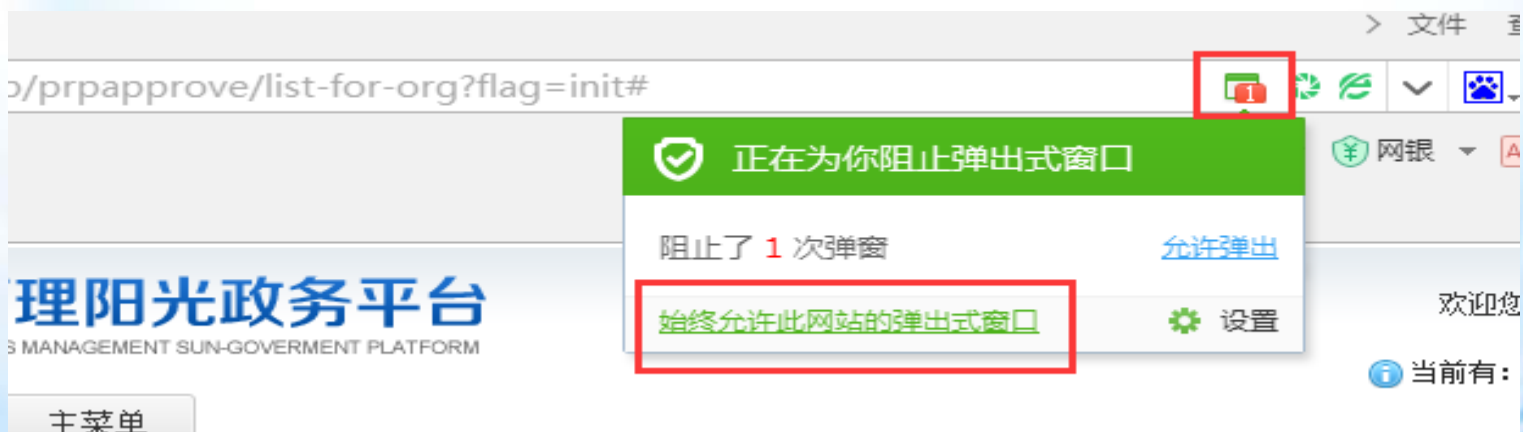 > 文件
o/prpapprove/list-for-org?flag=init#
1
正在为你阻止弹出式窗口
网银
阻止了 1 次弹窗 允许弹出
理阳光政务平台
始终允许此网站的弹出式窗口 设置
欢迎您
S MANAGEMENT SUN-GOVERMENT PLATFORM
当前有：
主菜单